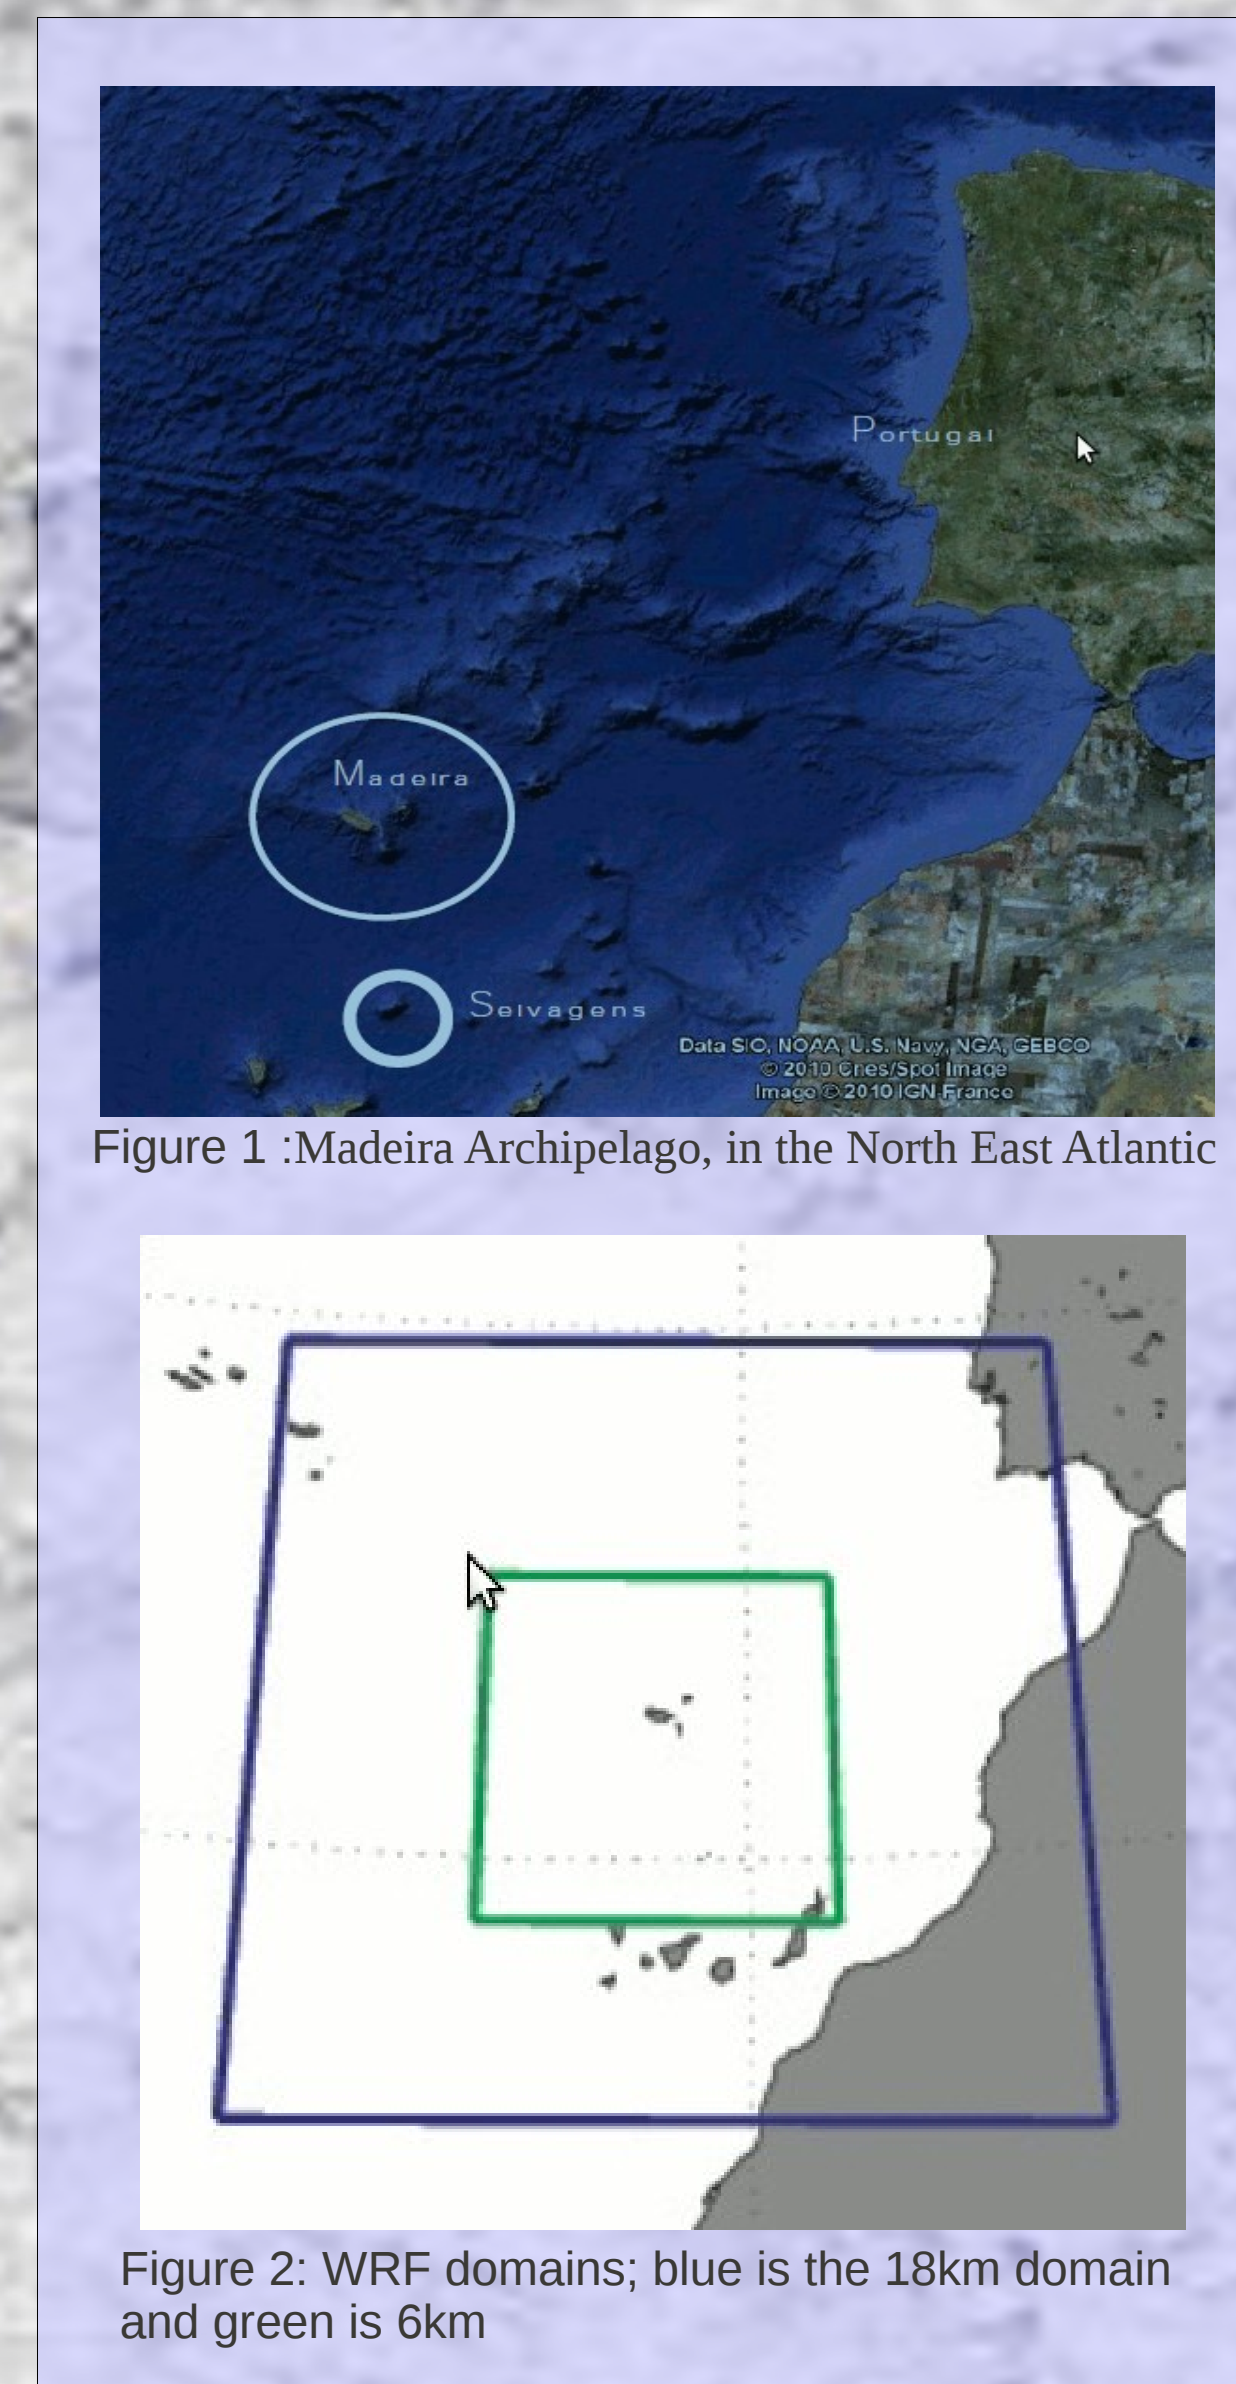 Portugal
Madeira
Selvagens
Data SIO, NOAA, U.S. Navy, NGA, GEBCO
© 2010 Cnes/Spot Image
Image © 2010 IGN France
Figure 1 :Madeira Archipelago, in the North East Atlantic
Figure 2: WRF domains; blue is the 18km domain
and green is 6km